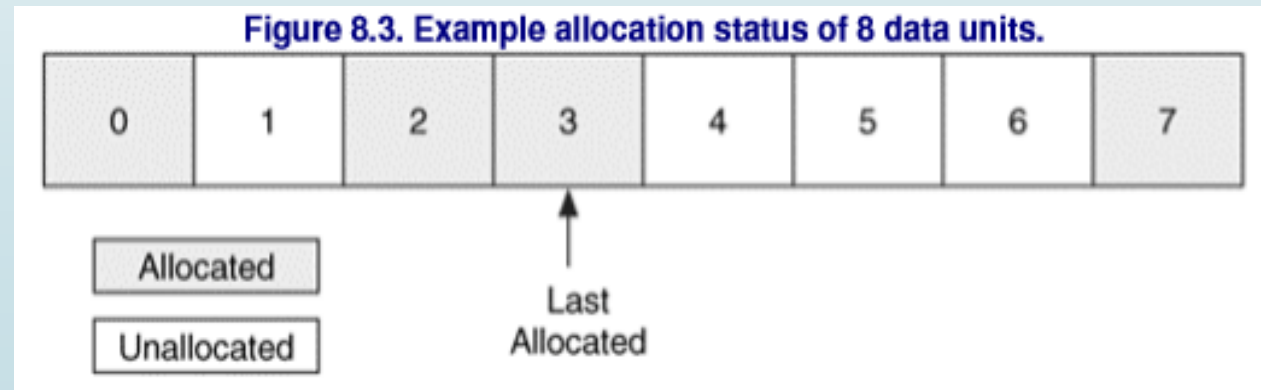 Figure 8.3. Example allocation status of 8 data units.
0 1 2 3 4 5 6 7
Allocated
Unallocated
Last
Allocated